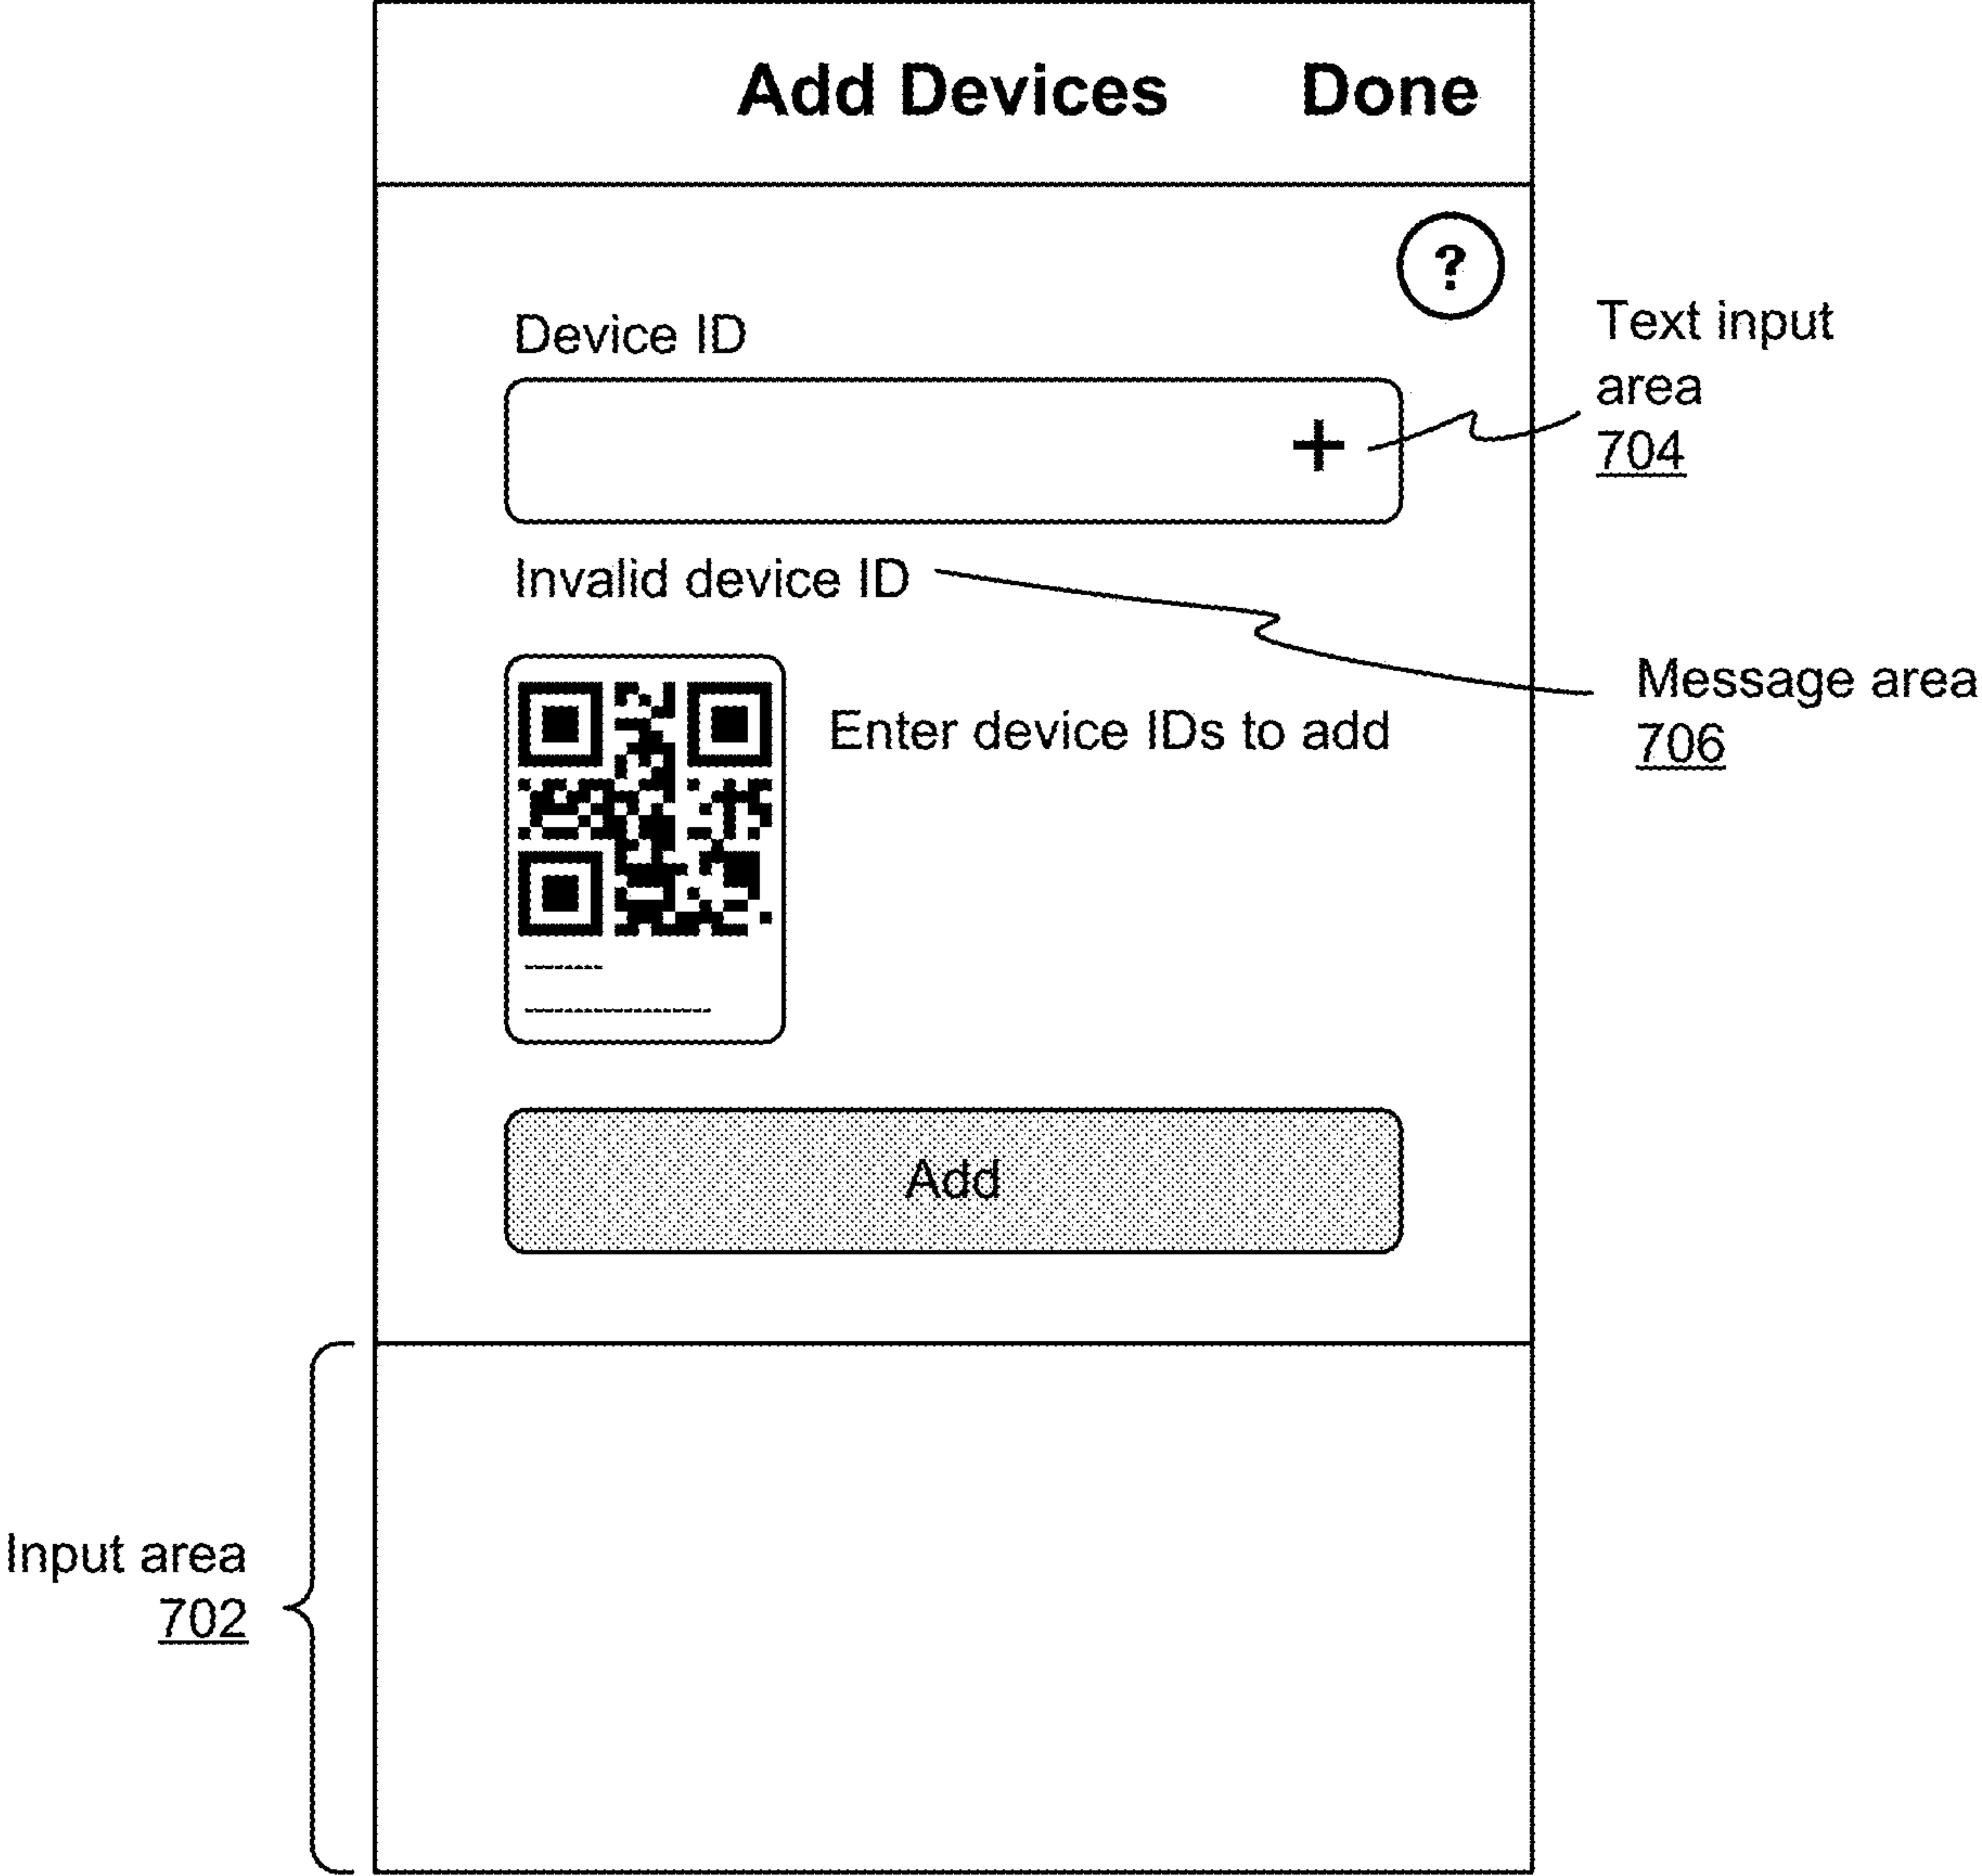 Add Devices Done
?
Device ID
+
Text input
area
704
Invalid device ID
Message area
706
Enter device IDs to add
Add
Input area
702